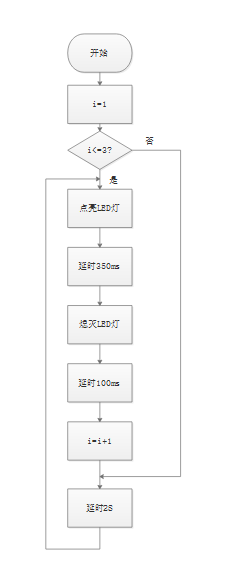 开始
i=1
i<=3?
否
是
点亮LED灯
延时350ms
熄灭LED灯
延时100ms
i=i+1
延时2S